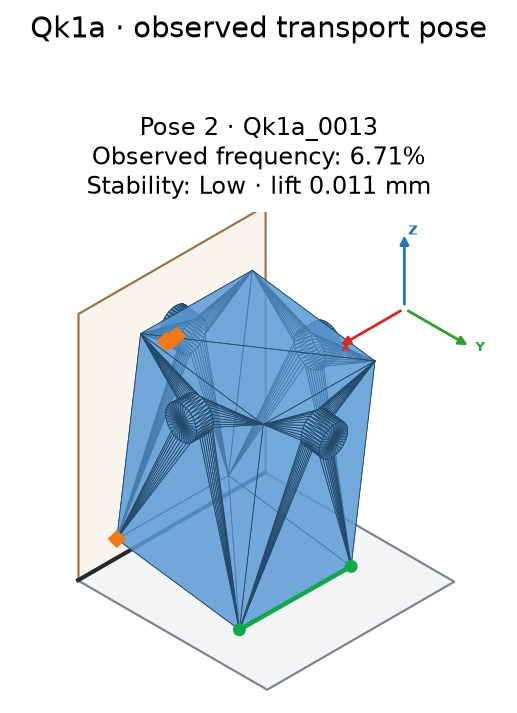 Qk1a · observed transport pose
Pose 2 · Qk1a_0013
Observed frequency: 6.71%
Stability: Low · lift 0.011 mm
Z
X
Y